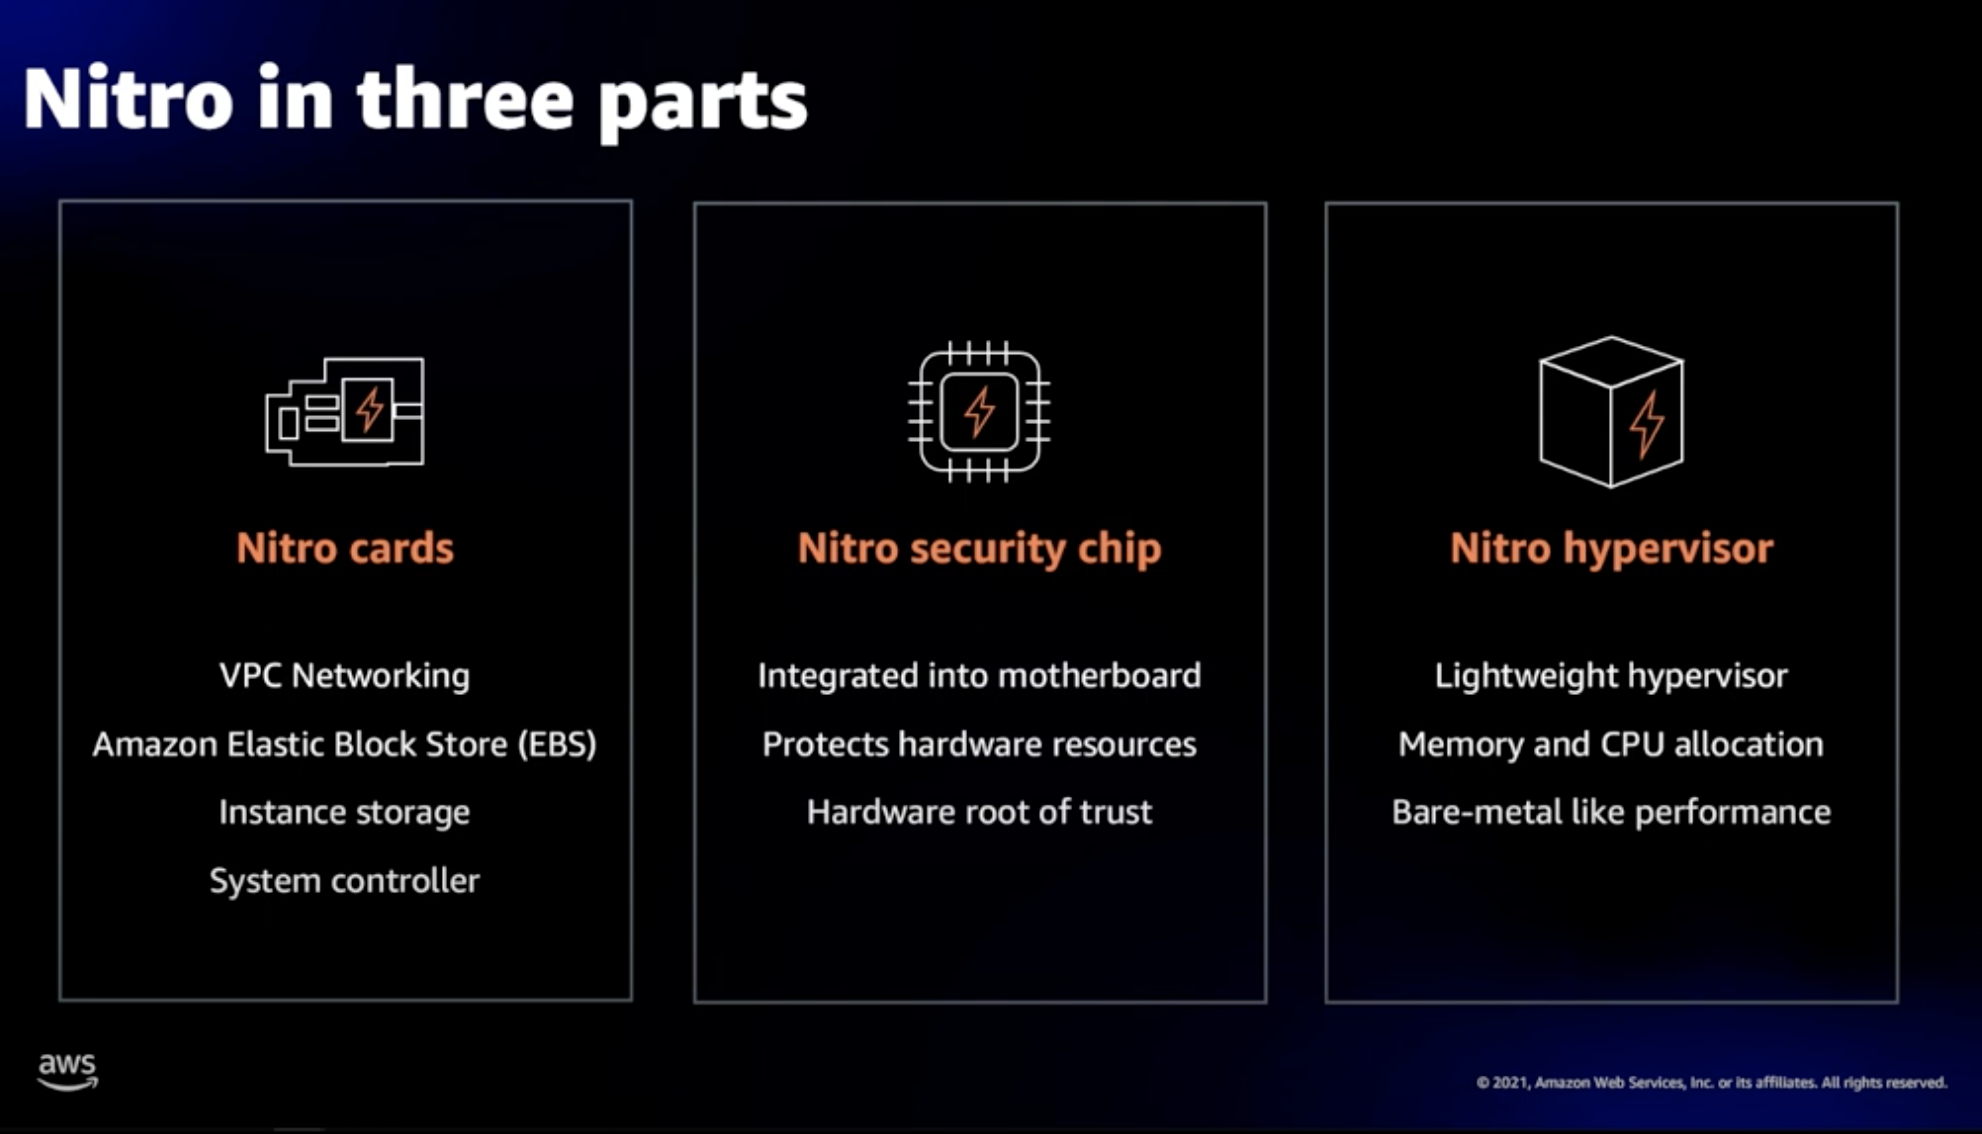 Nitro in three parts
Nitro cards
VPC Networking
Amazon Elastic Block Store (EBS)
Instance storage
System controller
Nitro security chip
Integrated into motherboard
Protects hardware resources
Hardware root of trust
Nitro hypervisor
Lightweight hypervisor
Memory and CPU allocation
Bare-metal like performance
aws
© 2021, Amazon Web Services, Inc. or its affiliates. All rights reserved.